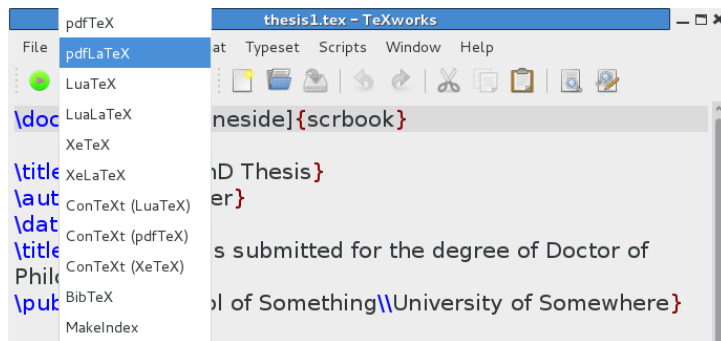 thesis1.tex – TeXworks
File
at Typeset Scripts Window Help
pdfTeX
pdfLaTeX
LuaTeX
LuaLaTeX
XeTeX
XeLaTeX
ConTeXt (LuaTeX)
ConTeXt (pdfTeX)
ConTeXt (XeTeX)
BibTeX
MakeIndex
\doc neside]{scrbook}
\title nD Thesis}
\aut er}
\dat
\title s submitted for the degree of Doctor of
Philo
\pub ol of Something\\University of Somewhere}